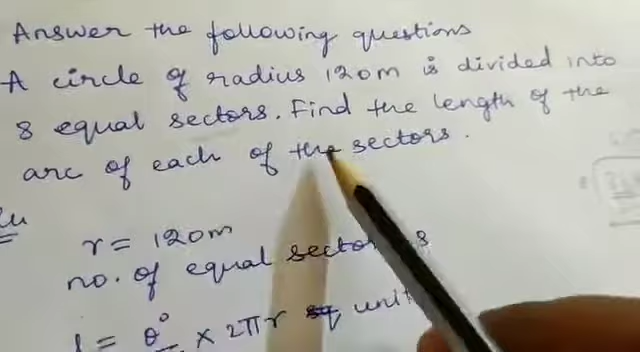 Answer the following questions
A circle of radius 120m is divided into
8 equal sectors. Find the length of the
arc of each of the sectors.
r = 120m
no. of equal sectors = 8
l = θ° × 2πr units